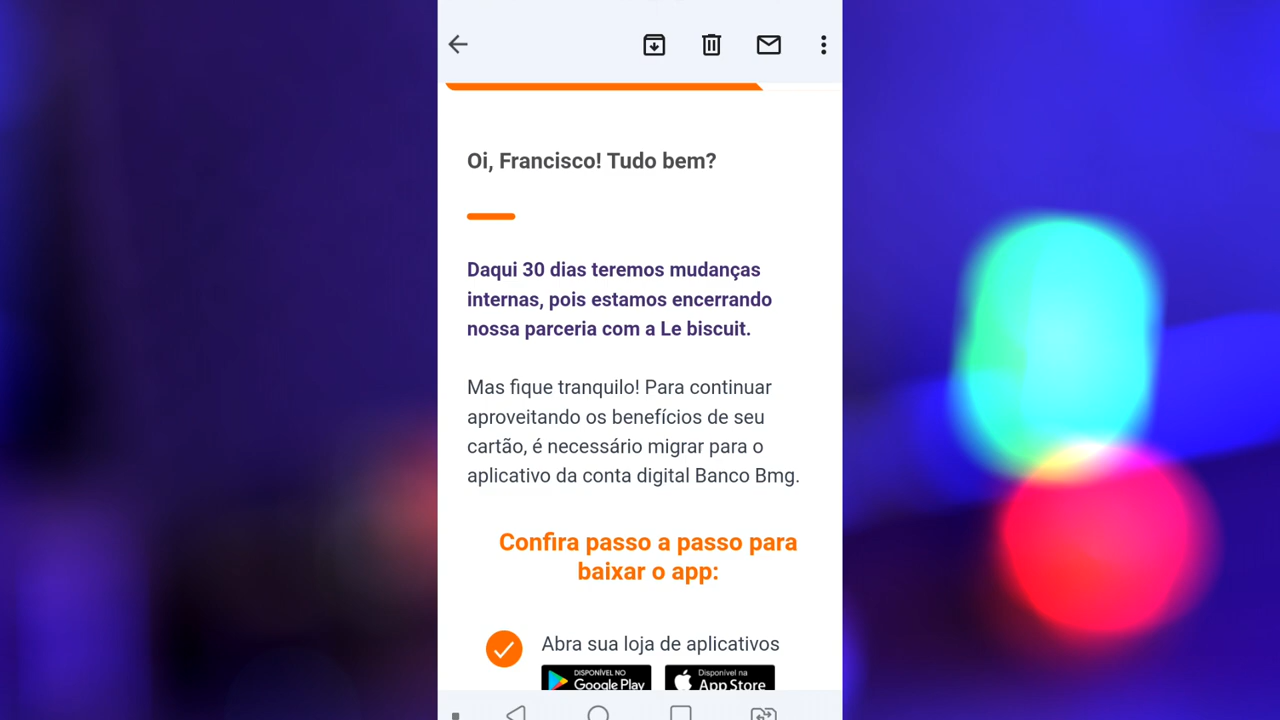 Oi, Francisco! Tudo bem?
Daqui 30 dias teremos mudanças
internas, pois estamos encerrando
nossa parceria com a Le biscuit.
Mas fique tranquilo! Para continuar
aproveitando os benefícios de seu
cartão, é necessário migrar para o
aplicativo da conta digital Banco Bmg.
Confira passo a passo para
baixar o app:
Abra sua loja de aplicativos
DISPONÍVEL NO Disponível na
Google Play App Store